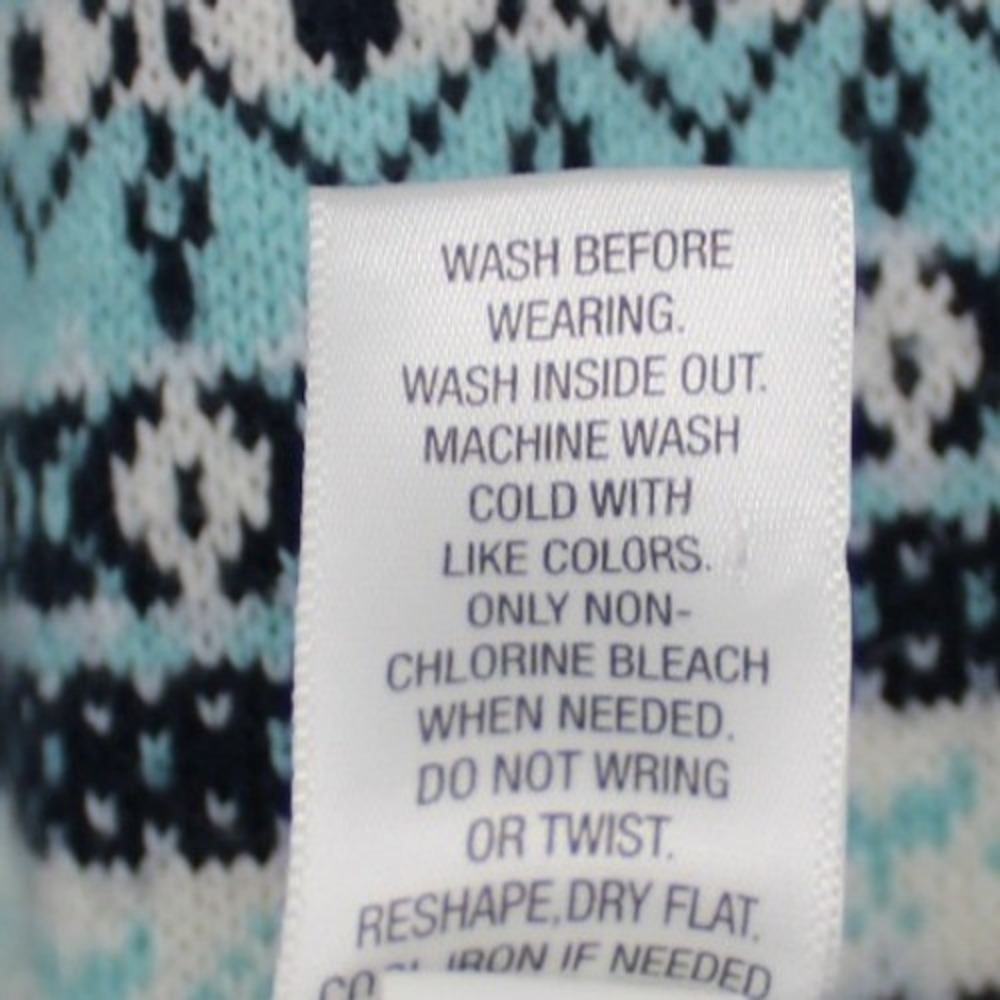 WASH BEFORE
WEARING.
WASH INSIDE OUT.
MACHINE WASH
COLD WITH
LIKE COLORS.
ONLY NON-
CHLORINE BLEACH
WHEN NEEDED.
DO NOT WRING
OR TWIST.
RESHAPE,DRY FLAT.
IRON IF NEEDED